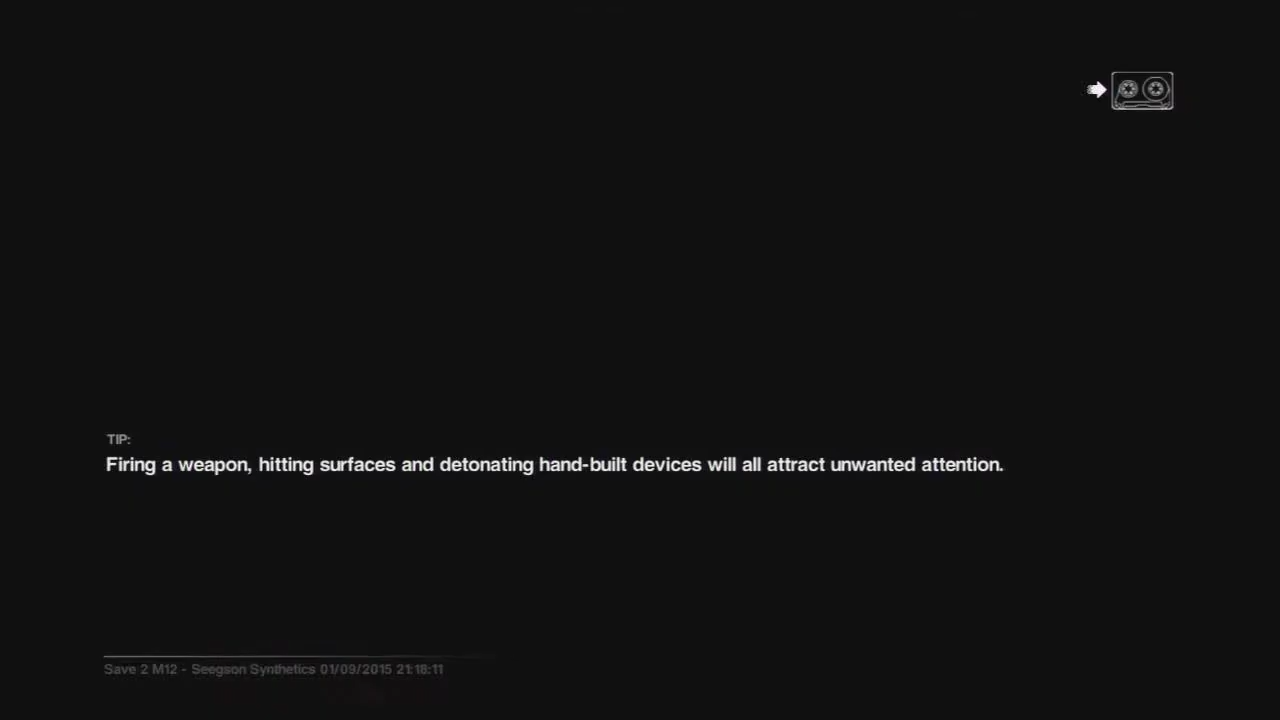 TIP:
Firing a weapon, hitting surfaces and detonating hand-built devices will all attract unwanted attention.
Save 2 M12 - Seegson Synthetics 01/09/2015 21:18:11